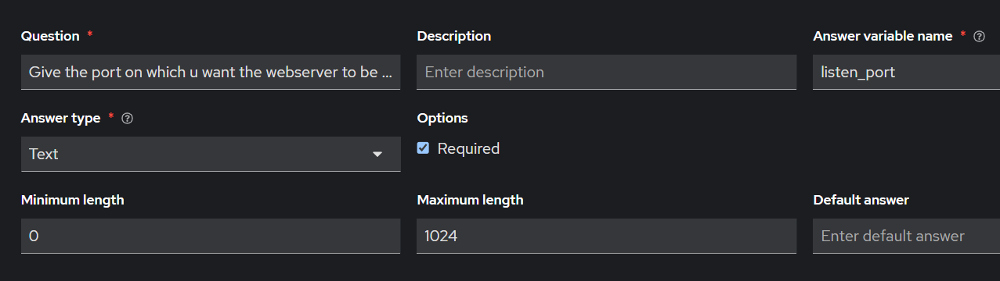 Question * Description Answer variable name *
Give the port on which u want the webserver to be ... Enter description listen_port
Answer type * Options
Text Required
Minimum length Maximum length Default answer
0 1024 Enter default answer